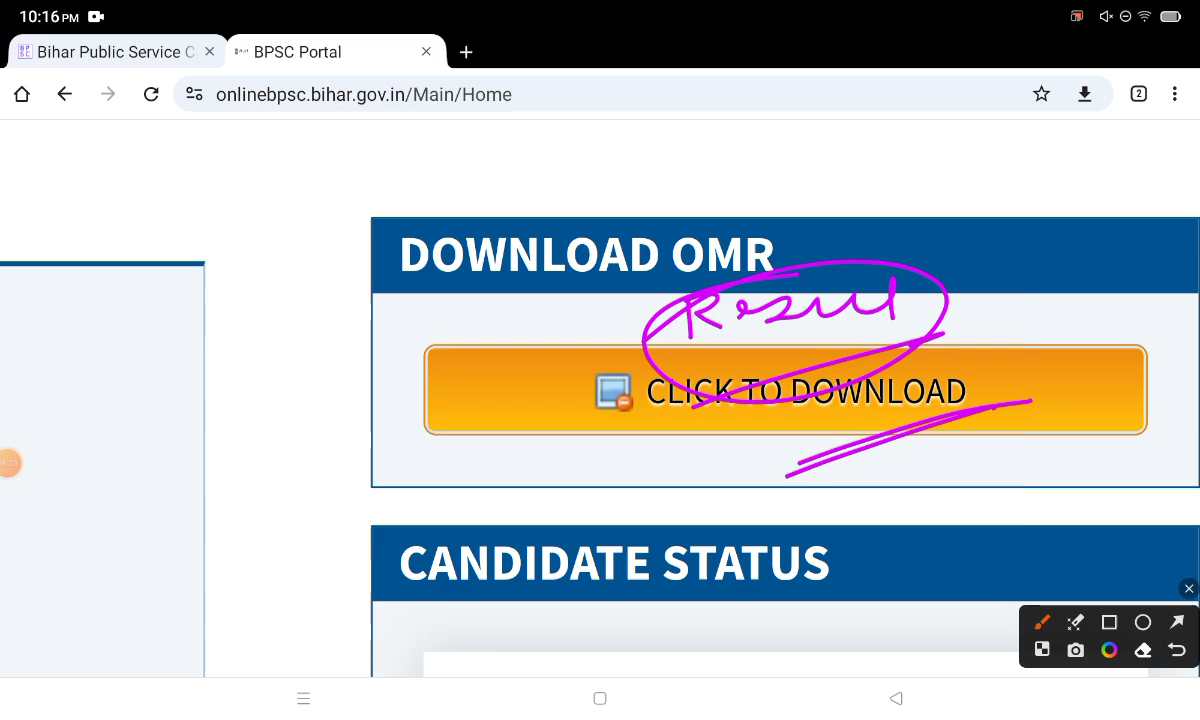 10:16 PM
Bihar Public Service C
BPSC Portal
onlinebpsc.bihar.gov.in/Main/Home
2
DOWNLOAD OMR
Resul
CLICK TO DOWNLOAD
CANDIDATE STATUS